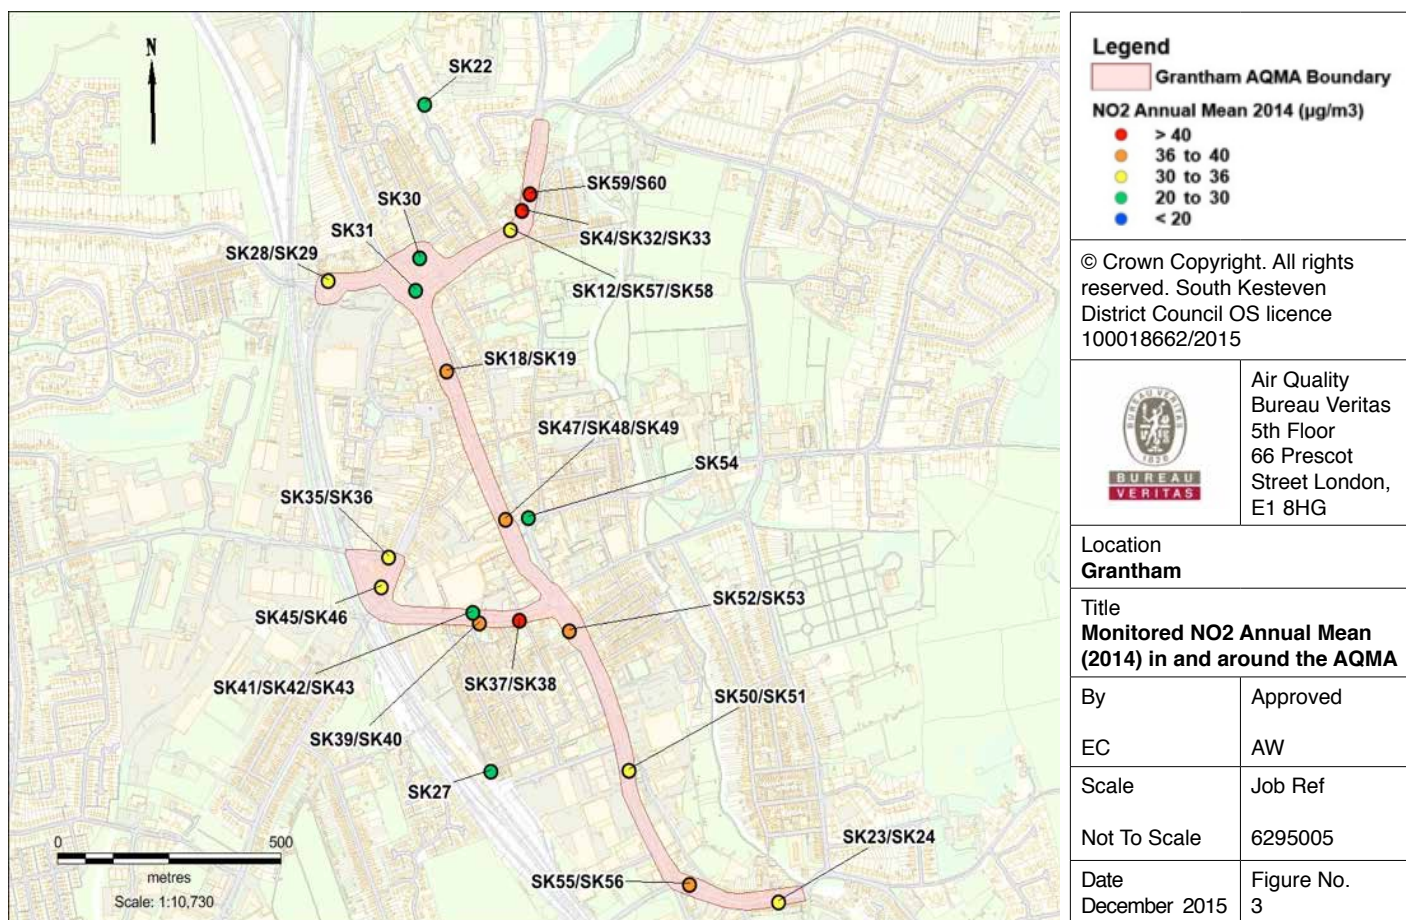 N
SK22
SK59/S60
SK30
SK4/SK32/SK33
SK31
SK28/SK29
SK12/SK57/SK58
SK18/SK19
SK47/SK48/SK49
SK54
SK35/SK36
SK45/SK46
SK52/SK53
SK41/SK42/SK43
SK37/SK38
SK50/SK51
SK39/SK40
SK27
SK23/SK24
SK55/SK56
0 500
metres
Scale: 1:10,730
Legend
Grantham AQMA Boundary
NO2 Annual Mean 2014 (µg/m3)
> 40
36 to 40
30 to 36
20 to 30
< 20
© Crown Copyright. All rights
reserved. South Kesteven
District Council OS licence
100018662/2015
BUREAU VERITAS
1828
BUREAU
VERITAS
Air Quality
Bureau Veritas
5th Floor
66 Prescot
Street London,
E1 8HG
Location
Grantham
Title
Monitored NO2 Annual Mean
(2014) in and around the AQMA
By Approved
EC AW
Scale Job Ref
Not To Scale 6295005
Date Figure No.
December 2015 3